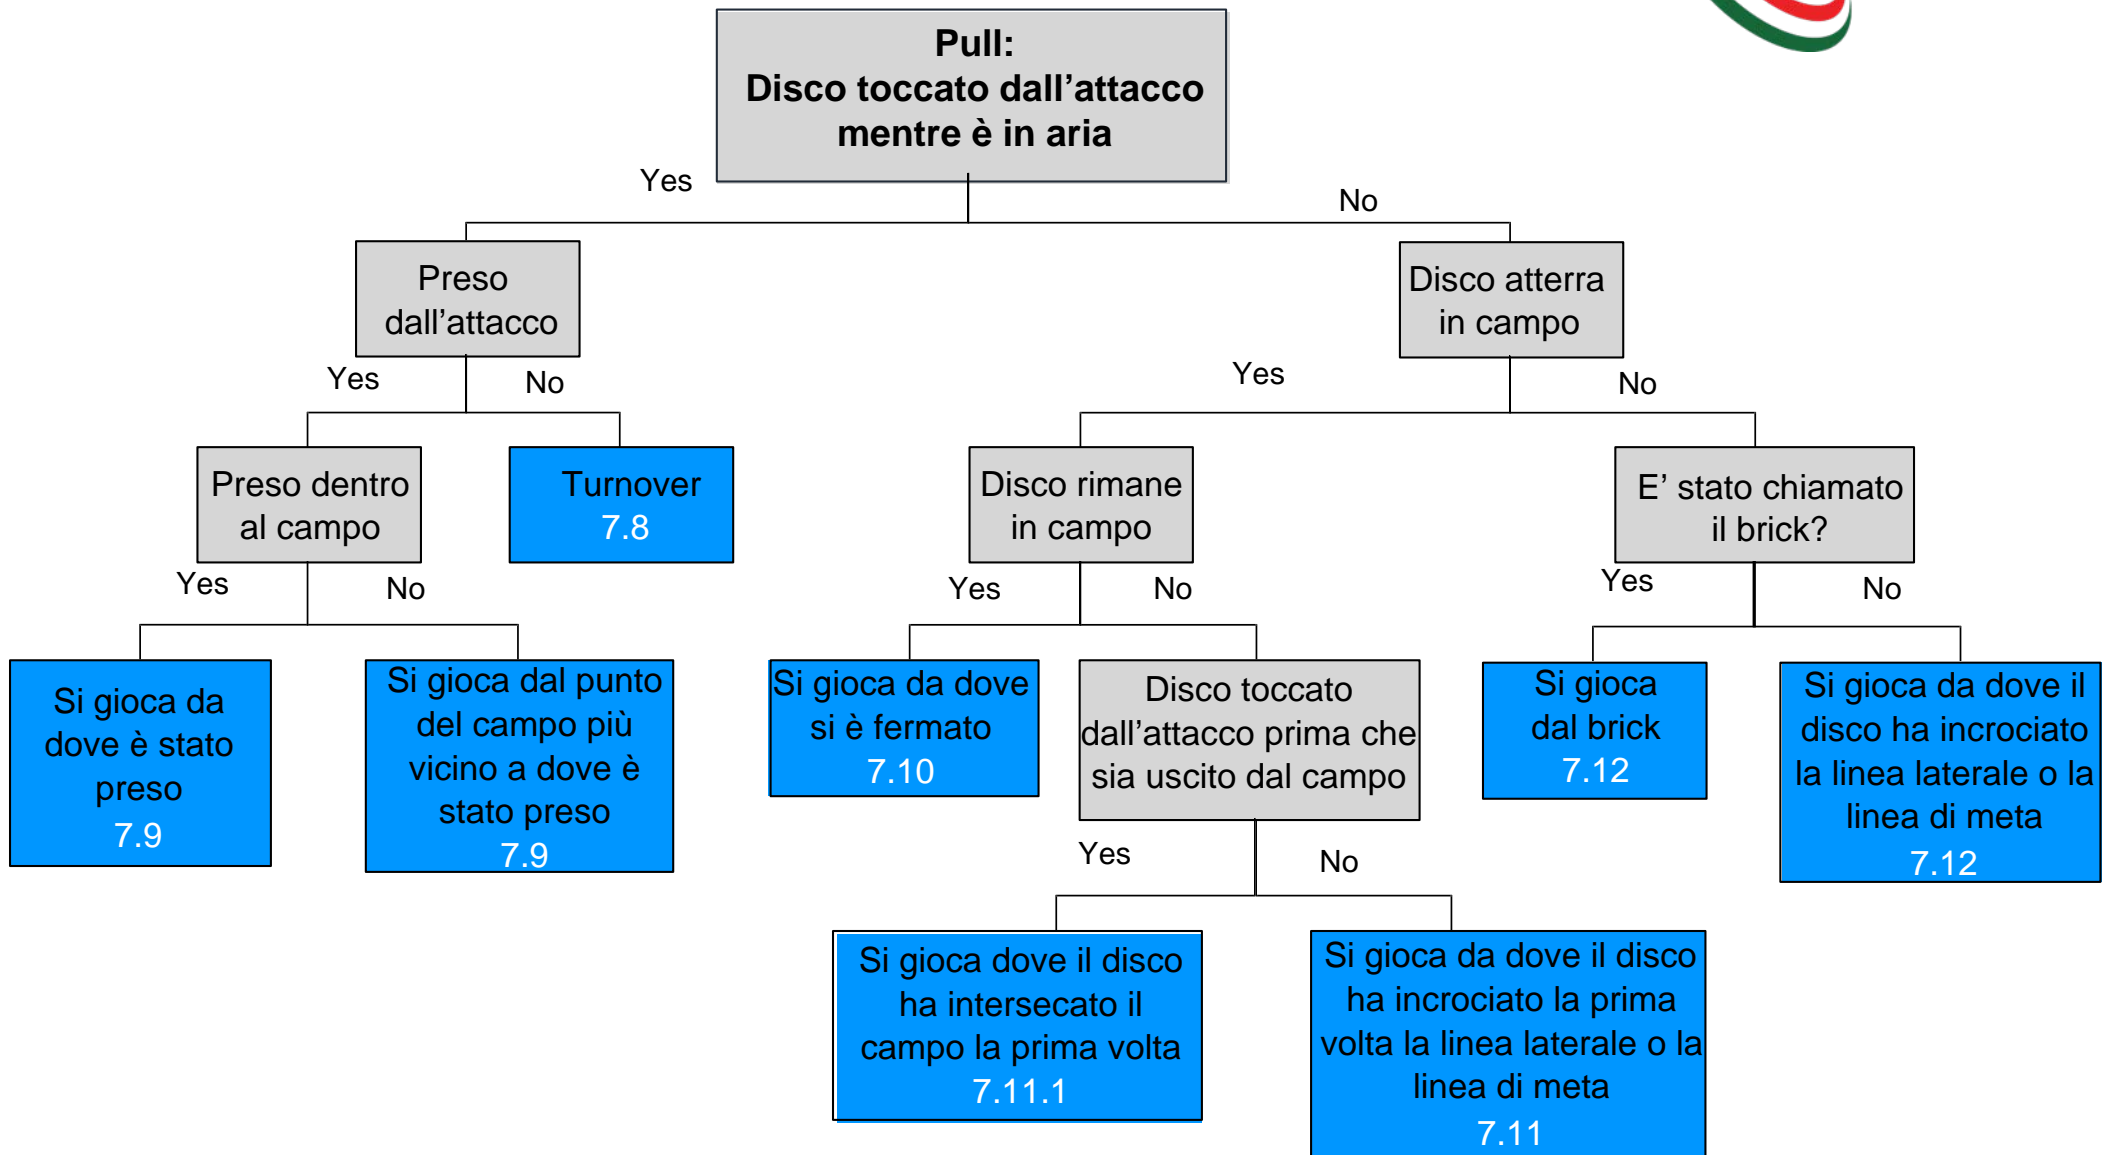 Pull:
Disco toccato dall’attacco
mentre è in aria
Yes
No
Preso
dall’attacco
Disco atterra
in campo
Yes
No
Yes
No
Preso dentro
al campo
Turnover
7.8
Disco rimane
in campo
E’ stato chiamato
il brick?
Yes
No
Yes
No
Yes
No
Si gioca da
dove è stato
preso
7.9
Si gioca dal punto
del campo più
vicino a dove è
stato preso
7.9
Si gioca da dove
si è fermato
7.10
Disco toccato
dall’attacco prima che
sia uscito dal campo
Si gioca
dal brick
7.12
Si gioca da dove il
disco ha incrociato
la linea laterale o la
linea di meta
7.12
Yes
No
Si gioca dove il disco
ha intersecato il
campo la prima volta
7.11.1
Si gioca da dove il disco
ha incrociato la prima
volta la linea laterale o la
linea di meta
7.11